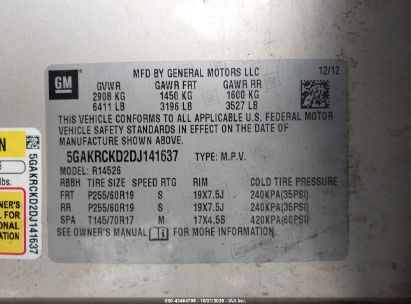 GM
MFD BY GENERAL MOTORS LLC 12/12
GVWR GAWR FRT GAWR RR
2908 KG 1450 KG 1600 KG
6411 LB 3196 LB 3527 LB
THIS VEHICLE CONFORMS TO ALL APPLICABLE U.S. FEDERAL MOTOR
VEHICLE SAFETY STANDARDS IN EFFECT ON THE DATE OF
MANUFACTURE SHOWN ABOVE.
5GAKRCKD2DJ141637 TYPE: M.P.V.
MODEL: R14526
RBBH TIRE SIZE SPEED RTG RIM COLD TIRE PRESSURE
FRT P255/60R19 S 19X7.5J 240KPA(35PSI)
RR P255/60R19 S 19X7.5J 240KPA(35PSI)
SPA T145/70R17 M 17X4.5B 420KPA(60PSI)
SEE OWNER'S MANUAL FOR MORE INFORMATION.
5GAKRCKD2DJ141637
lbs.